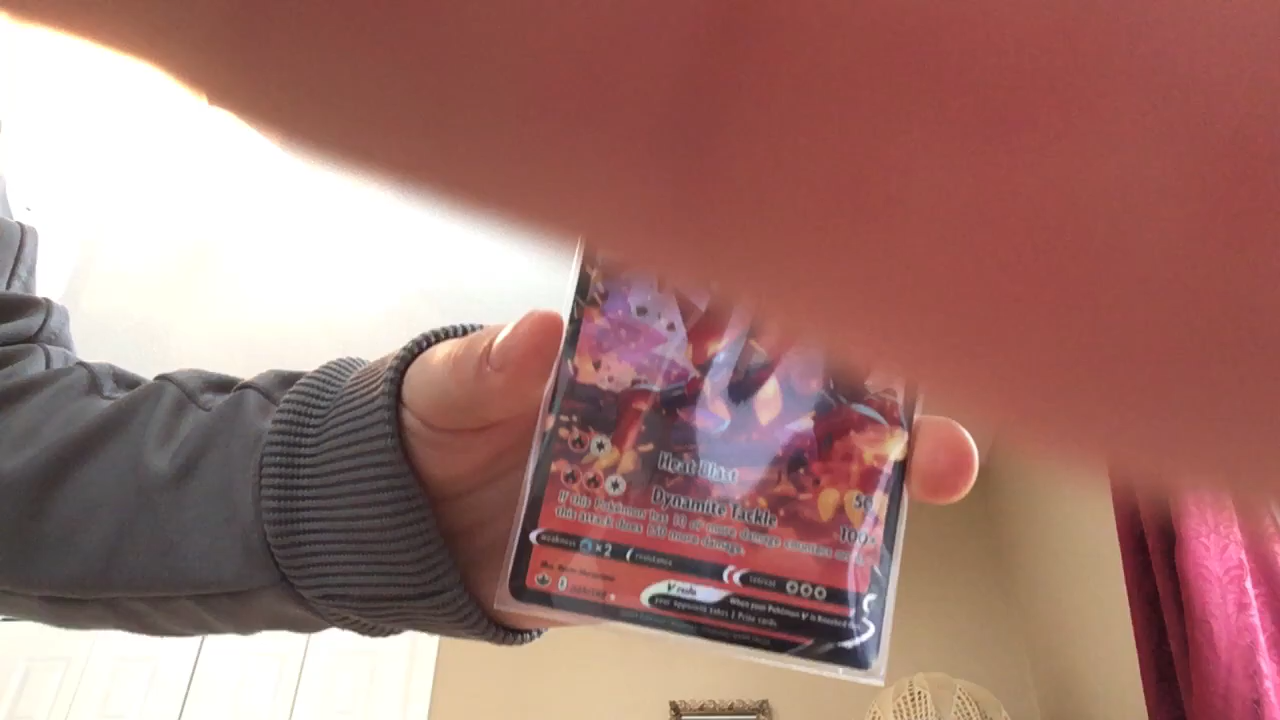 Heat Blast 50
Dynamite Tackle 100+
If this Pokémon has 10 or more damage counters on it,
this attack does 150 more damage.
weakness ×2 resistance retreat
V rule When your Pokémon V is Knocked Out,
your opponent takes 2 Prize cards.